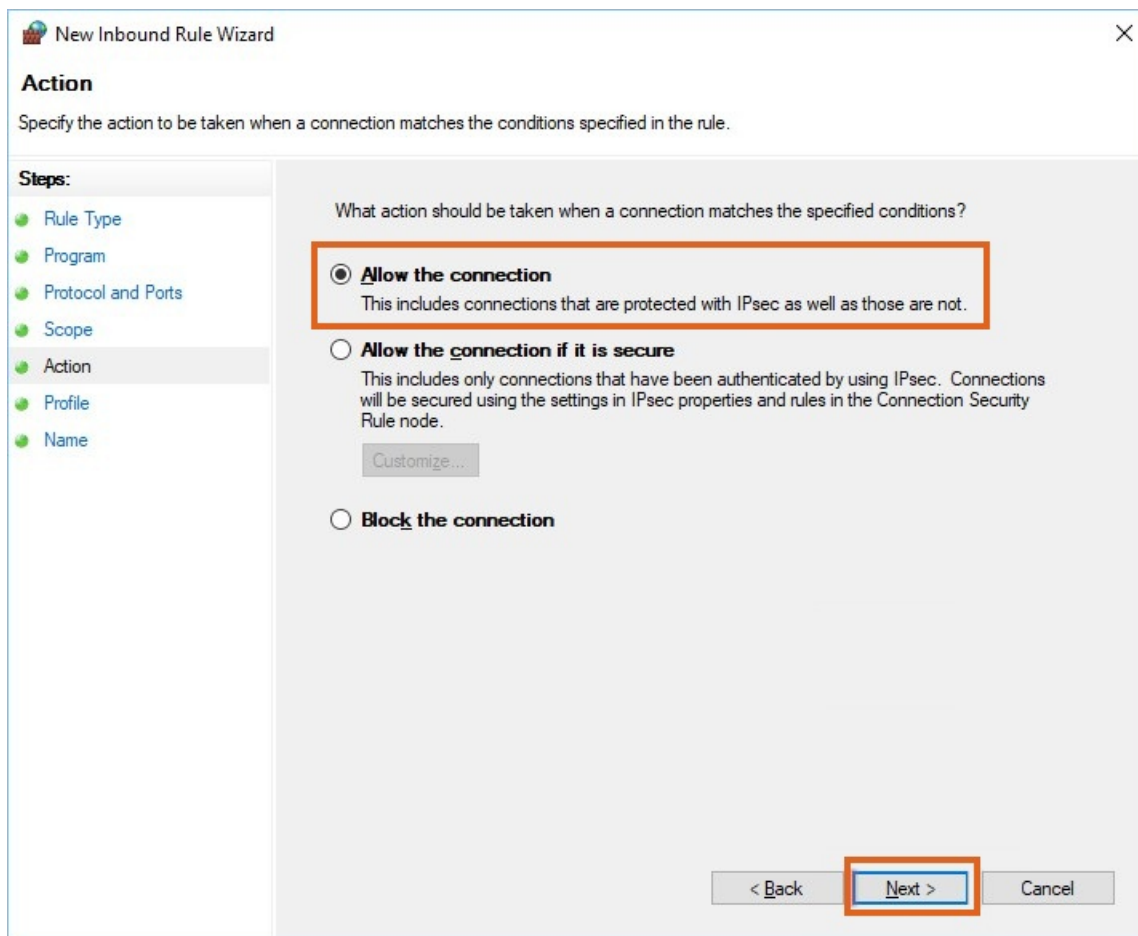 New Inbound Rule Wizard
Action
Specify the action to be taken when a connection matches the conditions specified in the rule.
Steps:
Rule Type
Program
Protocol and Ports
Scope
Action
Profile
Name
What action should be taken when a connection matches the specified conditions?
Allow the connection
This includes connections that are protected with IPsec as well as those are not.
Allow the connection if it is secure
This includes only connections that have been authenticated by using IPsec. Connections
will be secured using the settings in IPsec properties and rules in the Connection Security
Rule node.
Customize...
Block the connection
< Back
Next >
Cancel